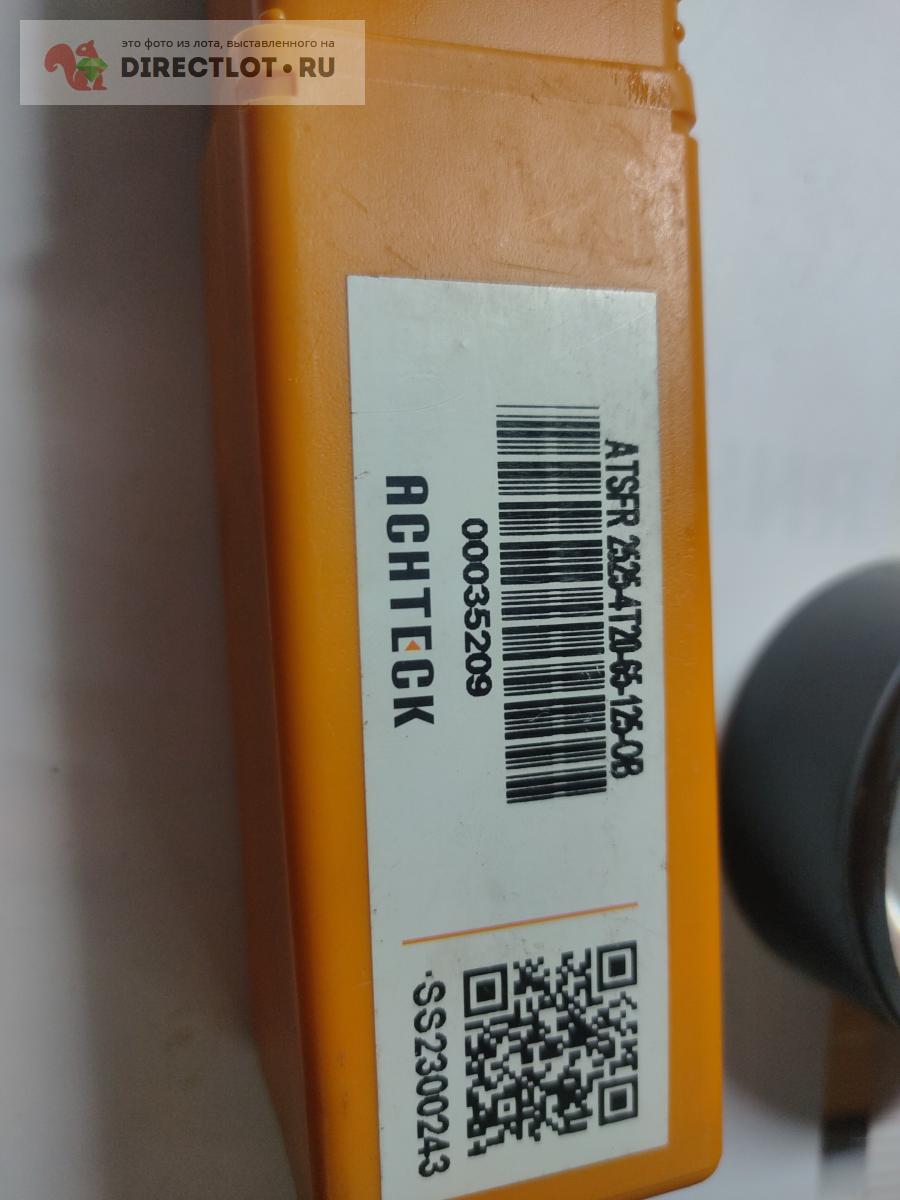 это фото из лота, выставленного на
DIRECTLOT.RU
ATSFR 2525-4T20-65-125-08
00035209
ACHTECK
SS2300243